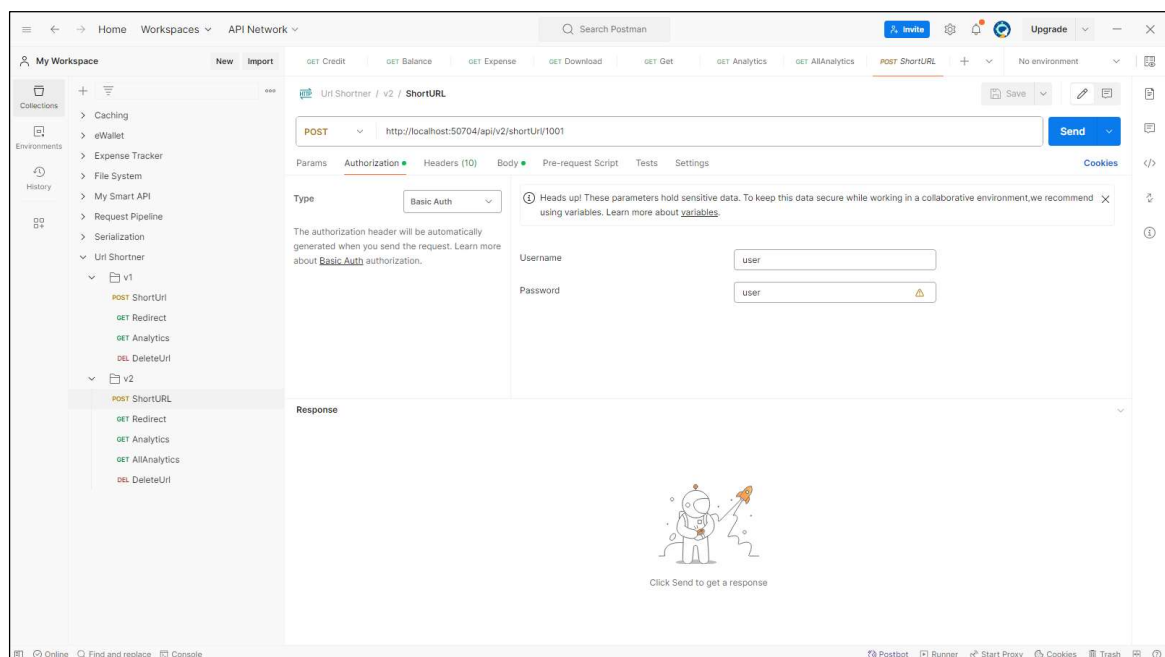 Home Workspaces API Network Search Postman Invite Upgrade
My Workspace New Import GET Credit GET Balance GET Expense GET Download GET Get GET Analytics GET AllAnalytics POST ShortURL No environment
Collections
Environments
History
Caching
eWallet
Expense Tracker
File System
My Smart API
Request Pipeline
Serialization
Url Shortner
v1
POST ShortUrl
GET Redirect
GET Analytics
DEL DeleteUrl
v2
POST ShortURL
GET Redirect
GET Analytics
GET AllAnalytics
DEL DeleteUrl
HTTP Url Shortner / v2 / ShortURL Save
POST http://localhost:50704/api/v2/shortUrl/1001 Send
Params Authorization Headers (10) Body Pre-request Script Tests Settings Cookies
Type Basic Auth
The authorization header will be automatically
generated when you send the request. Learn more
about Basic Auth authorization.
Heads up! These parameters hold sensitive data. To keep this data secure while working in a collaborative environment,we recommend
using variables. Learn more about variables.
Username user
Password user
Response
Click Send to get a response
Online Find and replace Console Postbot Runner Start Proxy Cookies Trash